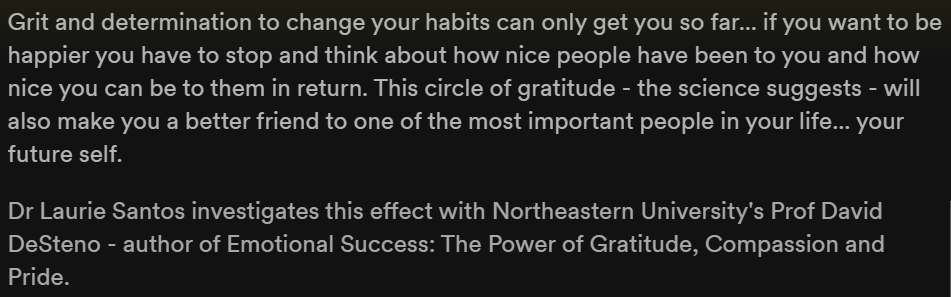 Grit and determination to change your habits can only get you so far... if you want to be
happier you have to stop and think about how nice people have been to you and how
nice you can be to them in return. This circle of gratitude - the science suggests - will
also make you a better friend to one of the most important people in your life... your
future self.
Dr Laurie Santos investigates this effect with Northeastern University's Prof David
DeSteno - author of Emotional Success: The Power of Gratitude, Compassion and
Pride.